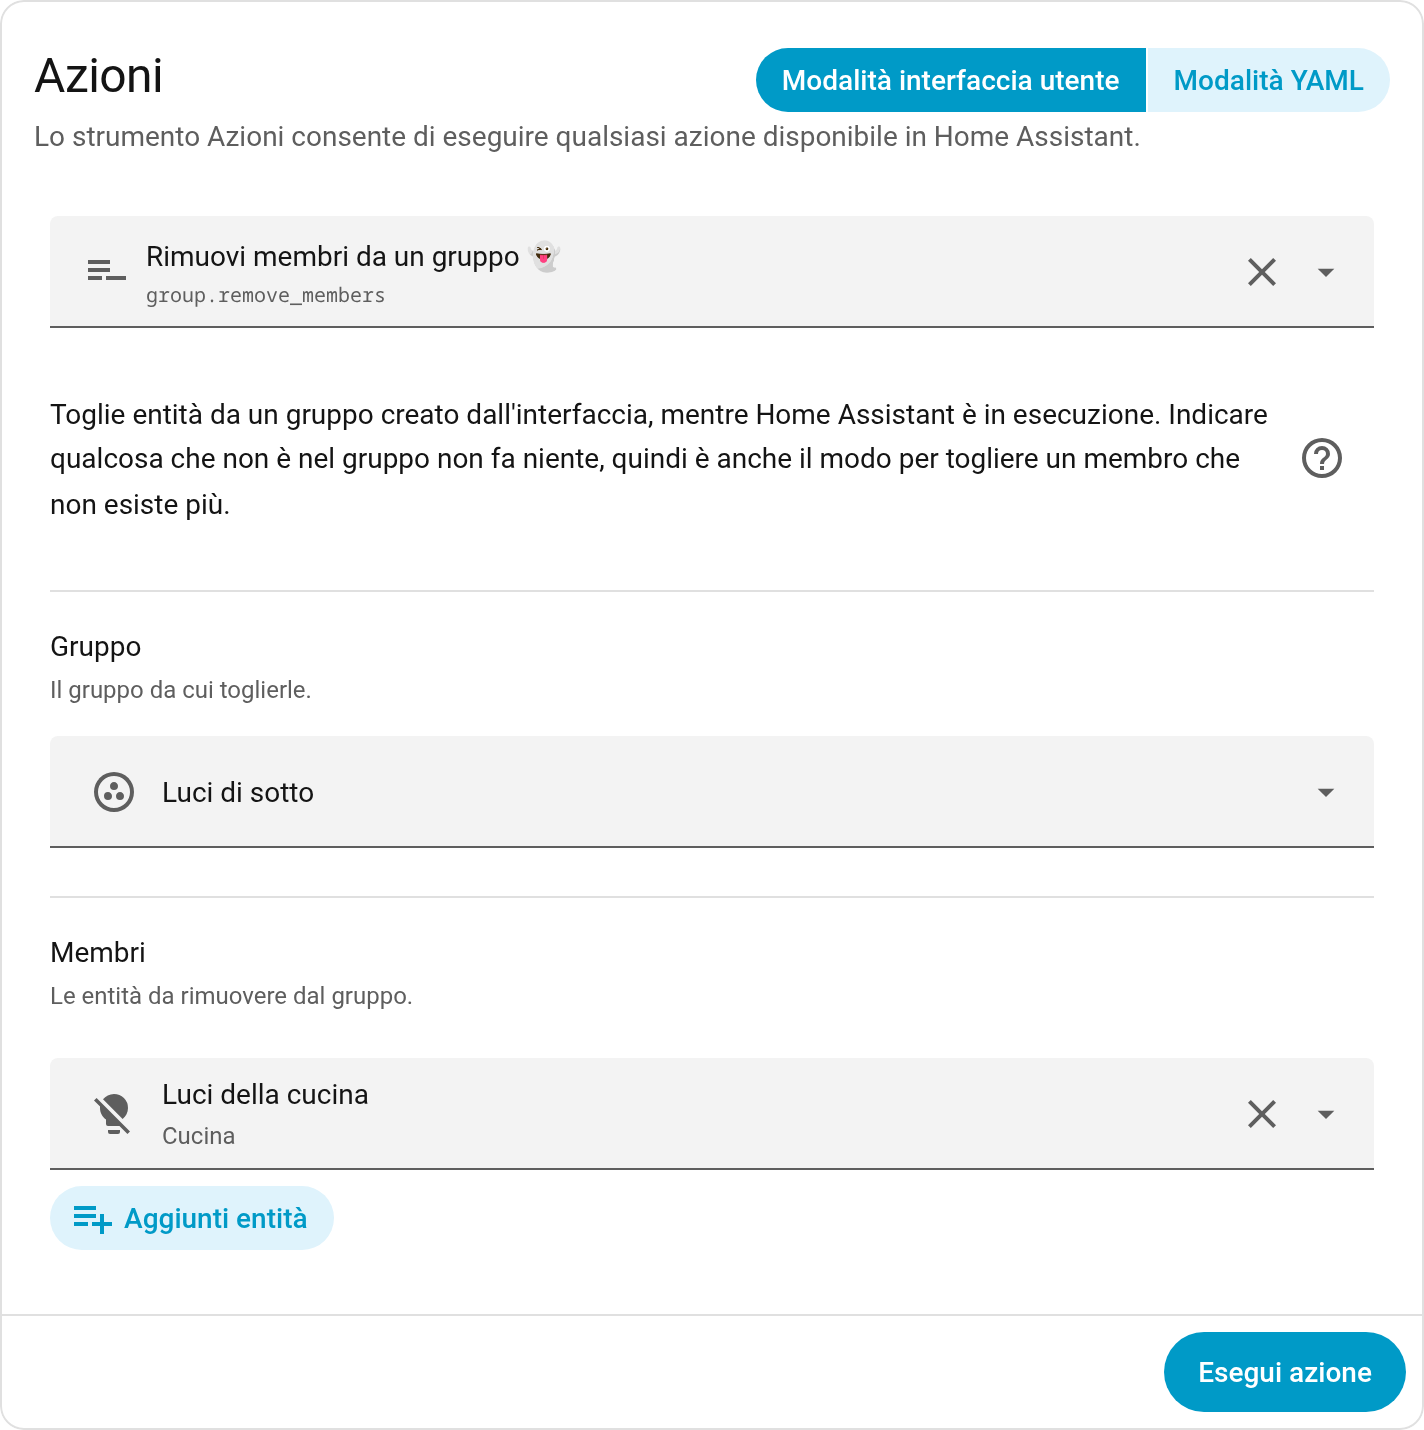 Azioni
Modalità interfaccia utente
Modalità YAML
Lo strumento Azioni consente di eseguire qualsiasi azione disponibile in Home Assistant.
Rimuovi membri da un gruppo 👻
group.remove_members
Toglie entità da un gruppo creato dall'interfaccia, mentre Home Assistant è in esecuzione. Indicare
qualcosa che non è nel gruppo non fa niente, quindi è anche il modo per togliere un membro che
non esiste più.
Gruppo
Il gruppo da cui toglierle.
Luci di sotto
Membri
Le entità da rimuovere dal gruppo.
Luci della cucina
Cucina
Aggiunti entità
Esegui azione